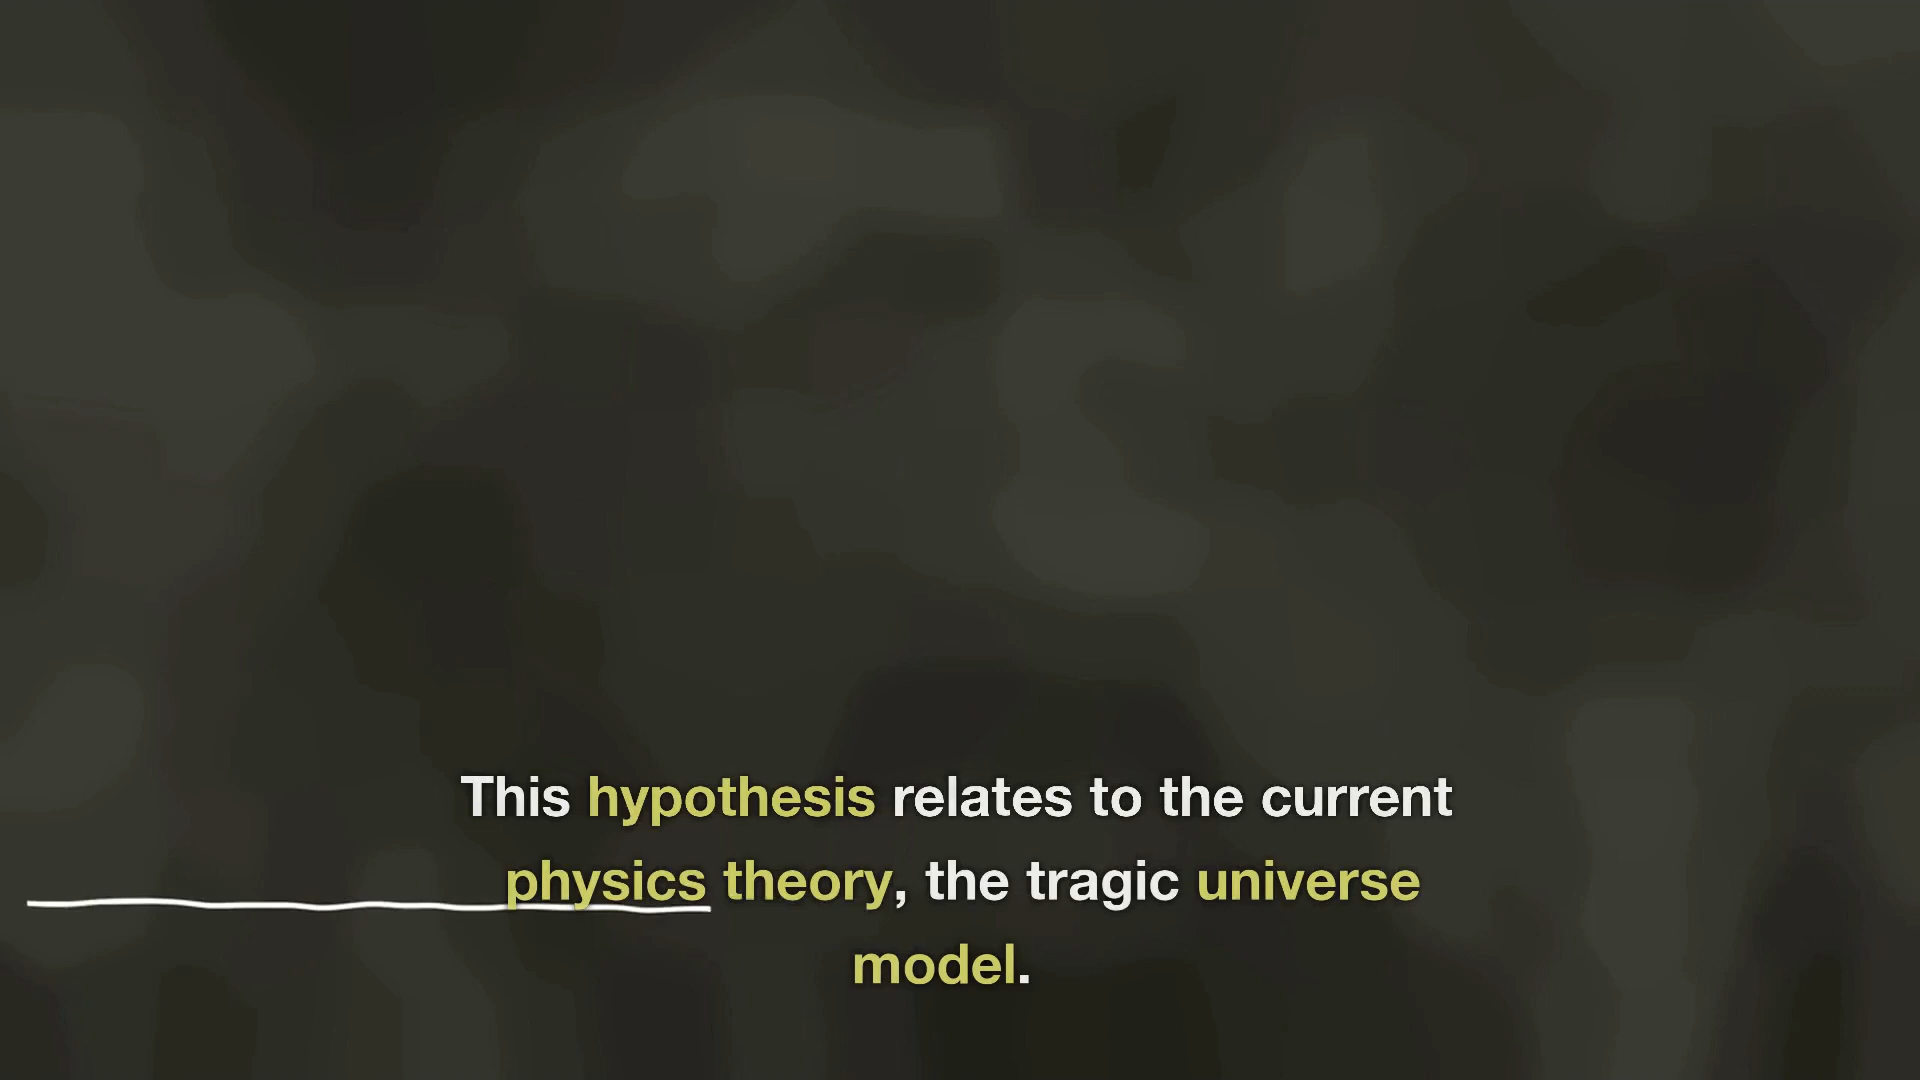 This hypothesis relates to the current
physics theory, the tragic universe
model.